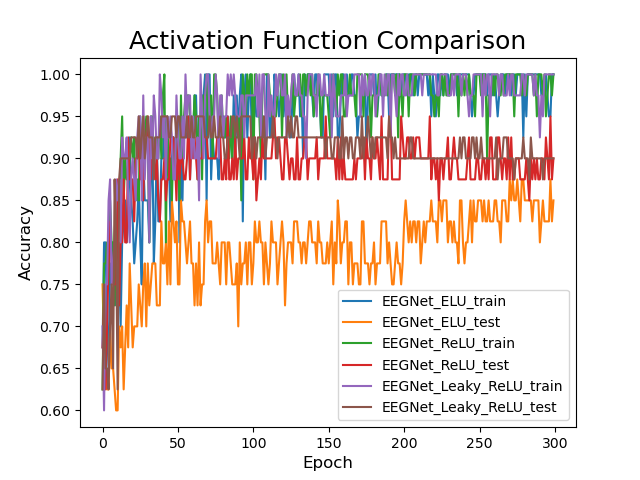 Activation Function Comparison
Accuracy
1.00
0.95
0.90
0.85
0.80
0.75
0.70
0.65
0.60
EEGNet_ELU_train
EEGNet_ELU_test
EEGNet_ReLU_train
EEGNet_ReLU_test
EEGNet_Leaky_ReLU_train
EEGNet_Leaky_ReLU_test
0 50 100 150 200 250 300
Epoch